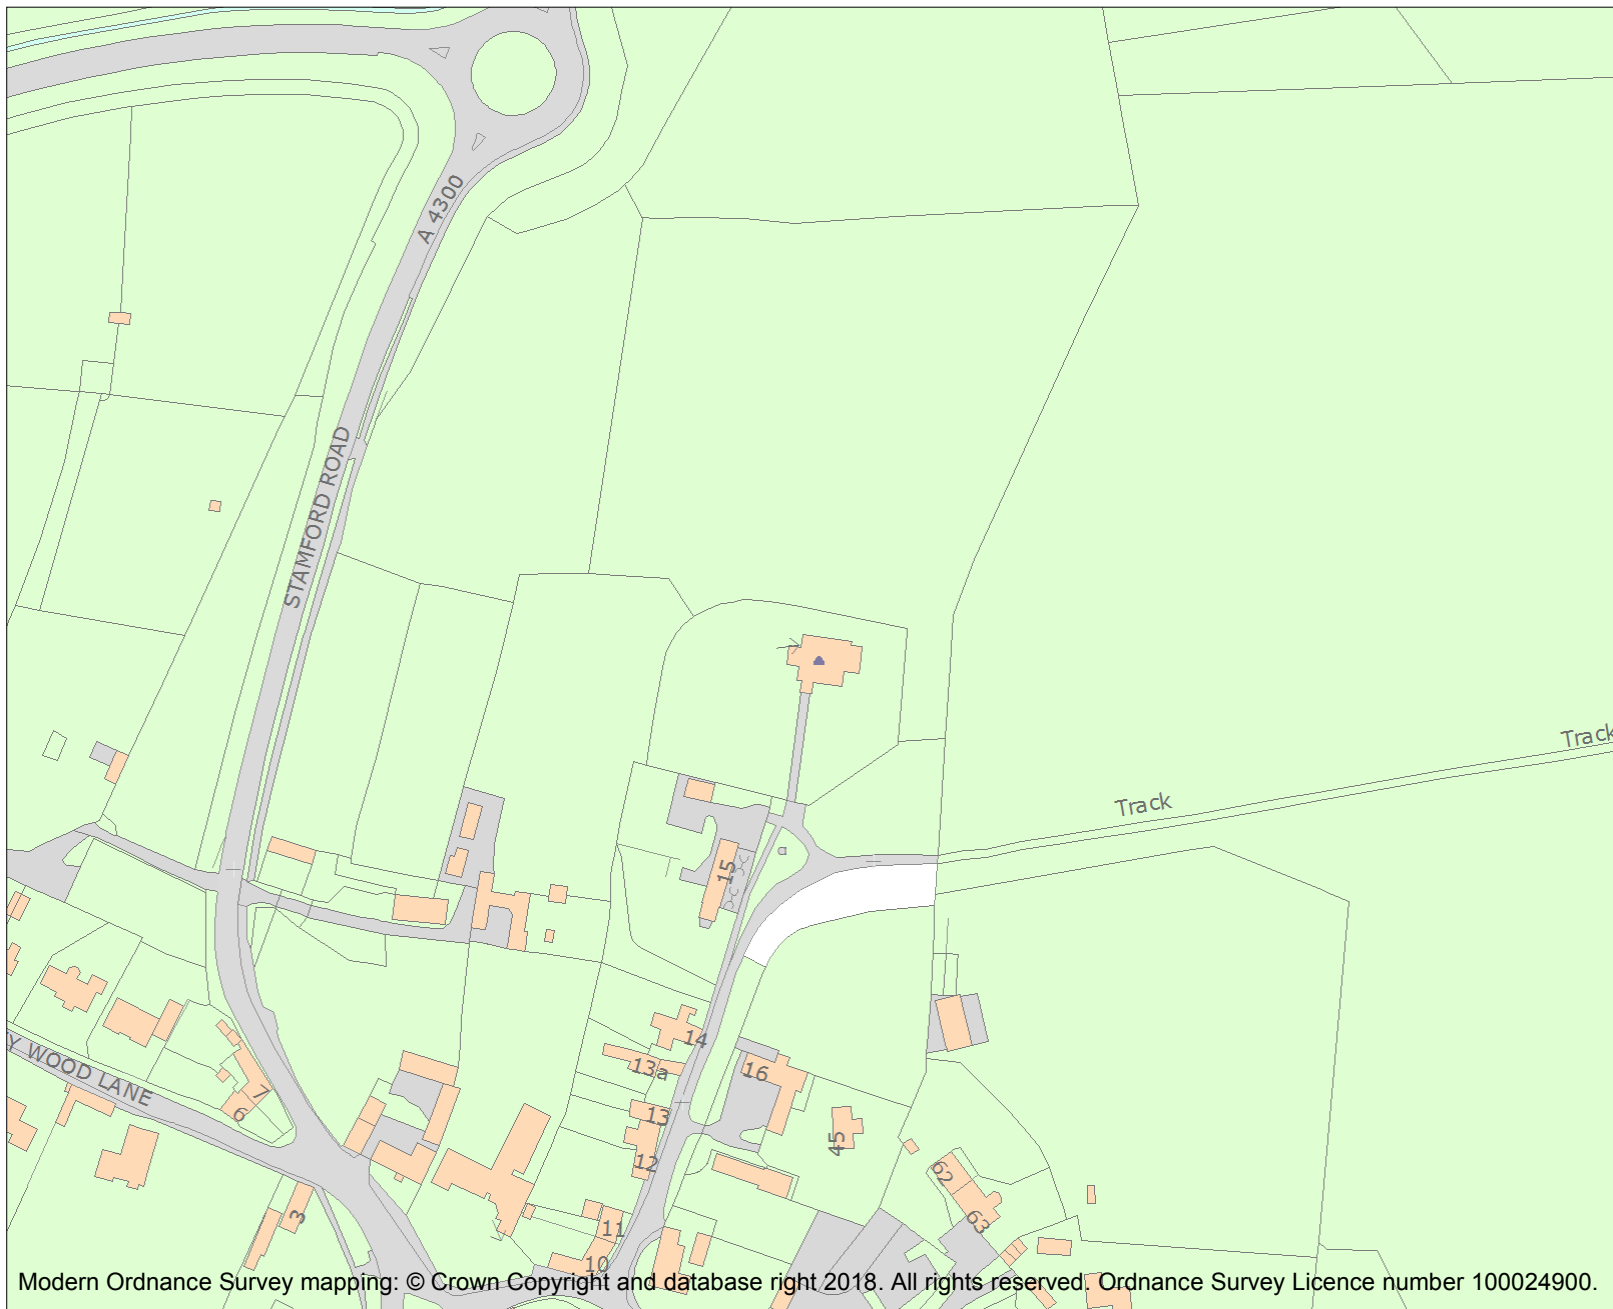 A 4300
STAMFORD ROAD
Track
Track
15
Y WOOD LANE
7
6
14
13a
16
13
12
45
62
63
3
11
10
Modern Ordnance Survey mapping: © Crown Copyright and database right 2018. All rights reserved. Ordnance Survey Licence number 100024900.